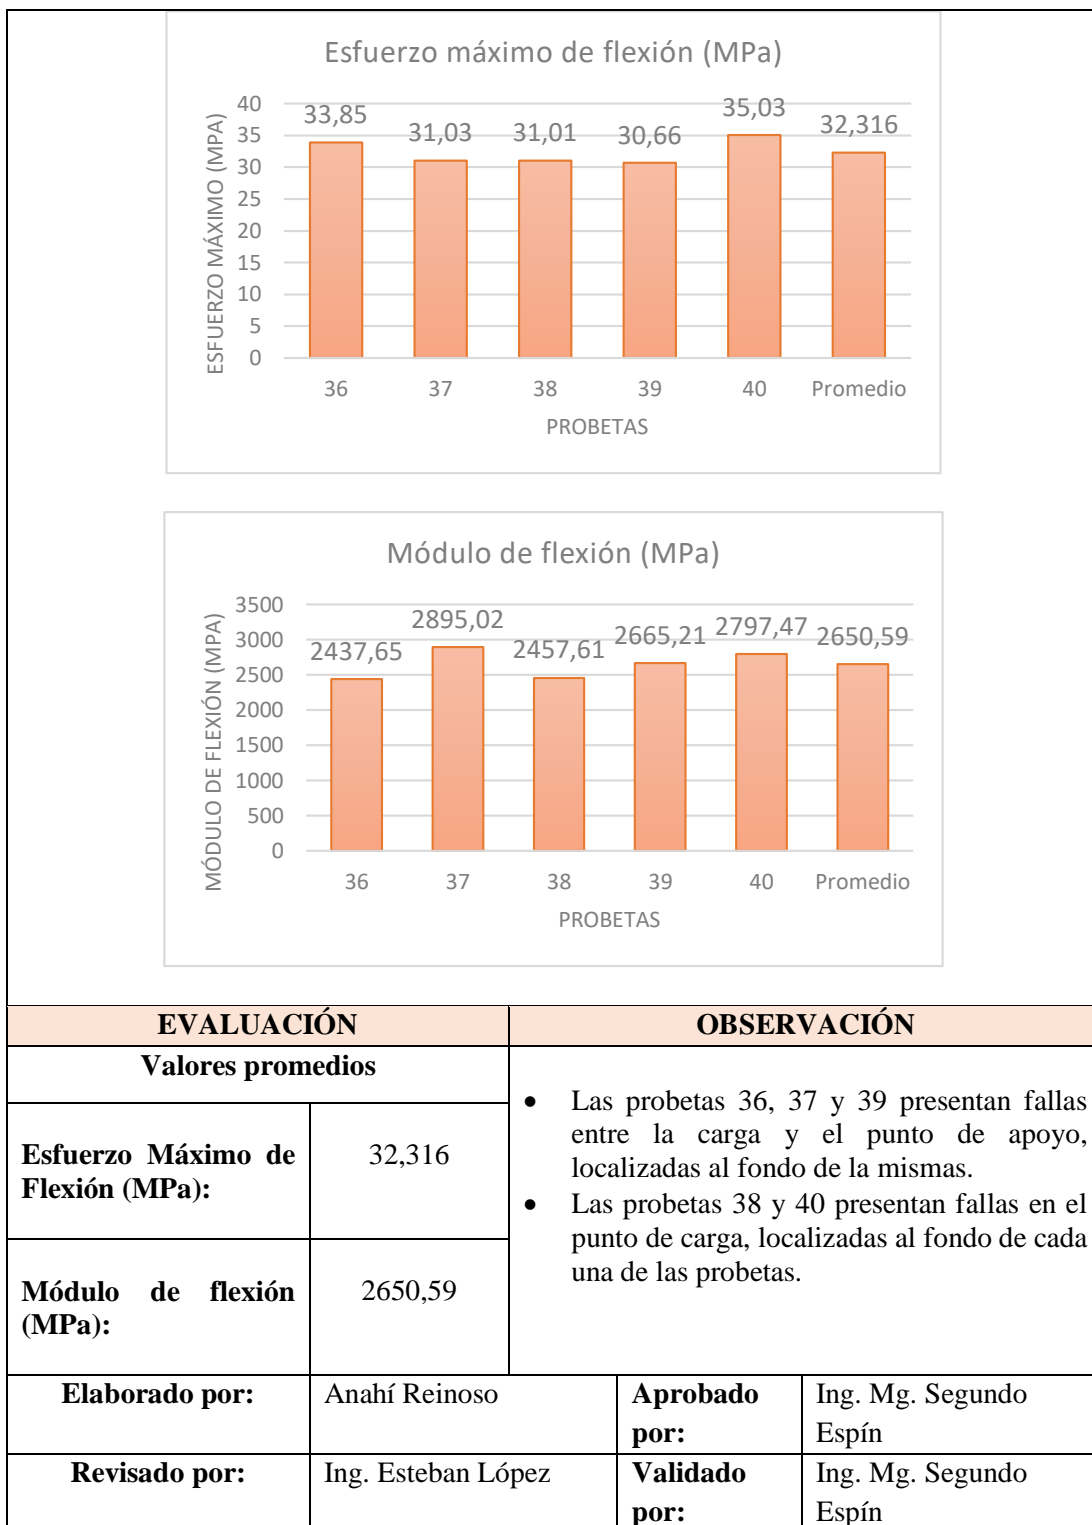 Esfuerzo máximo de flexión (MPa)
ESFUERZO MÁXIMO (MPA)
40
35
30
25
20
15
10
5
0
33,85
31,03
31,01
30,66
35,03
32,316
36 37 38 39 40 Promedio
PROBETAS
Módulo de flexión (MPa)
MÓDULO DE FLEXIÓN (MPA)
3500
3000
2500
2000
1500
1000
500
0
2437,65
2895,02
2457,61
2665,21
2797,47
2650,59
36 37 38 39 40 Promedio
PROBETAS
EVALUACIÓN
OBSERVACIÓN
Valores promedios
Esfuerzo Máximo de
Flexión (MPa):
32,316
Módulo de flexión
(MPa):
2650,59
• Las probetas 36, 37 y 39 presentan fallas
entre la carga y el punto de apoyo,
localizadas al fondo de la mismas.
• Las probetas 38 y 40 presentan fallas en el
punto de carga, localizadas al fondo de cada
una de las probetas.
Elaborado por:
Anahí Reinoso
Aprobado
por:
Ing. Mg. Segundo
Espín
Revisado por:
Ing. Esteban López
Validado
por:
Ing. Mg. Segundo
Espín